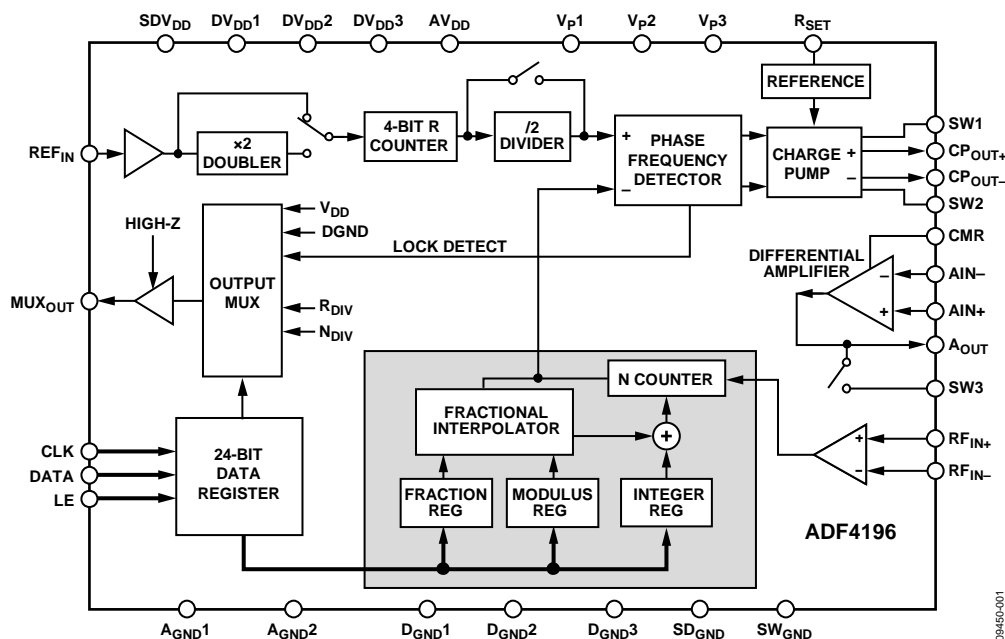 SDVDD DVDD1 DVDD2 DVDD3 AVDD VP1 VP2 VP3 RSET
REFIN
×2
DOUBLER
4-BIT R
COUNTER
/2
DIVIDER
+
−
PHASE
FREQUENCY
DETECTOR
REFERENCE
CHARGE
PUMP
+
−
SW1
CPOUT+
CPOUT−
SW2
HIGH-Z
MUXOUT
OUTPUT
MUX
VDD
DGND
LOCK DETECT
RDIV
NDIV
DIFFERENTIAL
AMPLIFIER
−
+
CMR
AIN−
AIN+
AOUT
SW3
N COUNTER
FRACTIONAL
INTERPOLATOR
+
+
−
RFIN+
RFIN−
CLK
DATA
LE
24-BIT
DATA
REGISTER
FRACTION
REG
MODULUS
REG
INTEGER
REG
ADF4196
AGND1 AGND2 DGND1 DGND2 DGND3 SDGND SWGND
09450-001